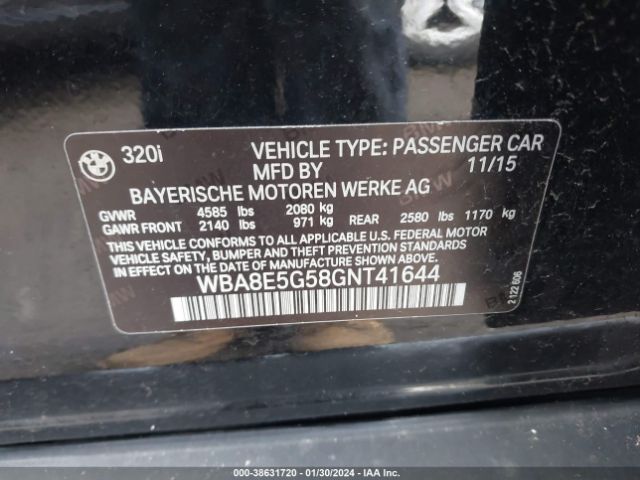 320i VEHICLE TYPE: PASSENGER CAR
MFD BY 11/15
BAYERISCHE MOTOREN WERKE AG
GVWR 4585 lbs 2080 kg
GAWR FRONT 2140 lbs 971 kg REAR 2580 lbs 1170 kg
THIS VEHICLE CONFORMS TO ALL APPLICABLE U.S. FEDERAL MOTOR
VEHICLE SAFETY, BUMPER AND THEFT PREVENTION STANDARDS
IN EFFECT ON THE DATE OF MANUFACTURE SHOWN ABOVE.
WBA8E5G58GNT41644
2 122 606
000-38631720 - 01/30/2024 - IAA Inc.